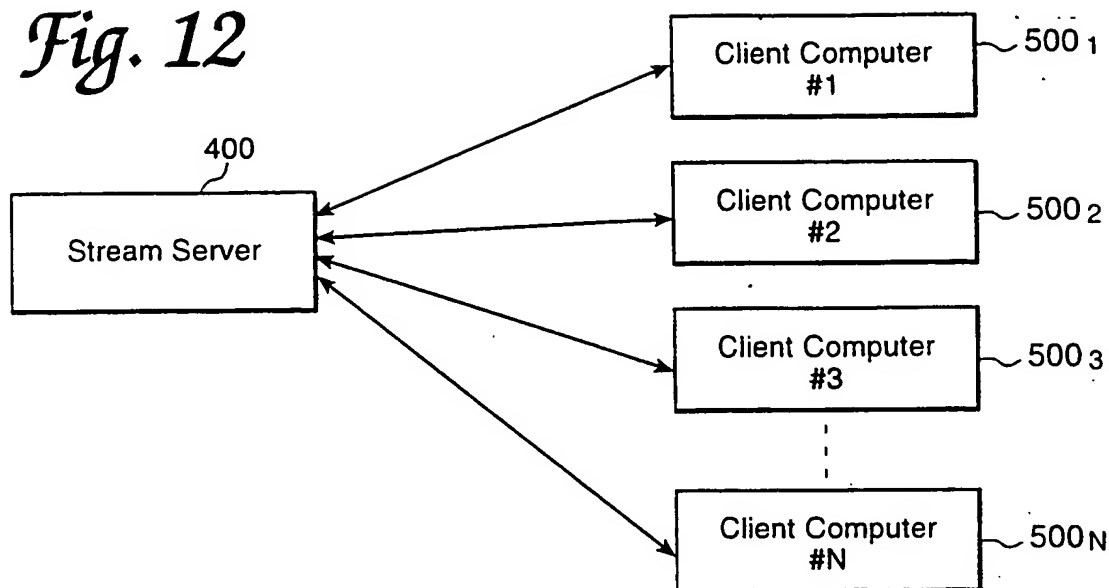 Fig. 12
400
Stream Server
Client Computer
#1
500 1
Client Computer
#2
500 2
Client Computer
#3
500 3
Client Computer
#N
500 N